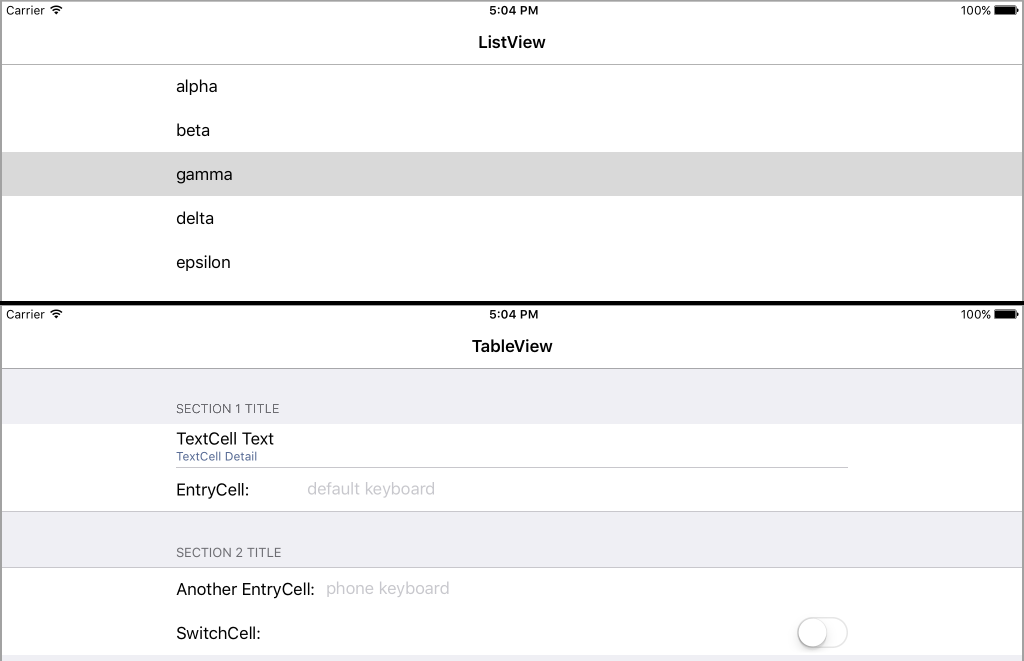 Carrier 5:04 PM 100%
ListView
alpha
beta
gamma
delta
epsilon
Carrier 5:04 PM 100%
TableView
SECTION 1 TITLE
TextCell Text
TextCell Detail
EntryCell: default keyboard
SECTION 2 TITLE
Another EntryCell: phone keyboard
SwitchCell: